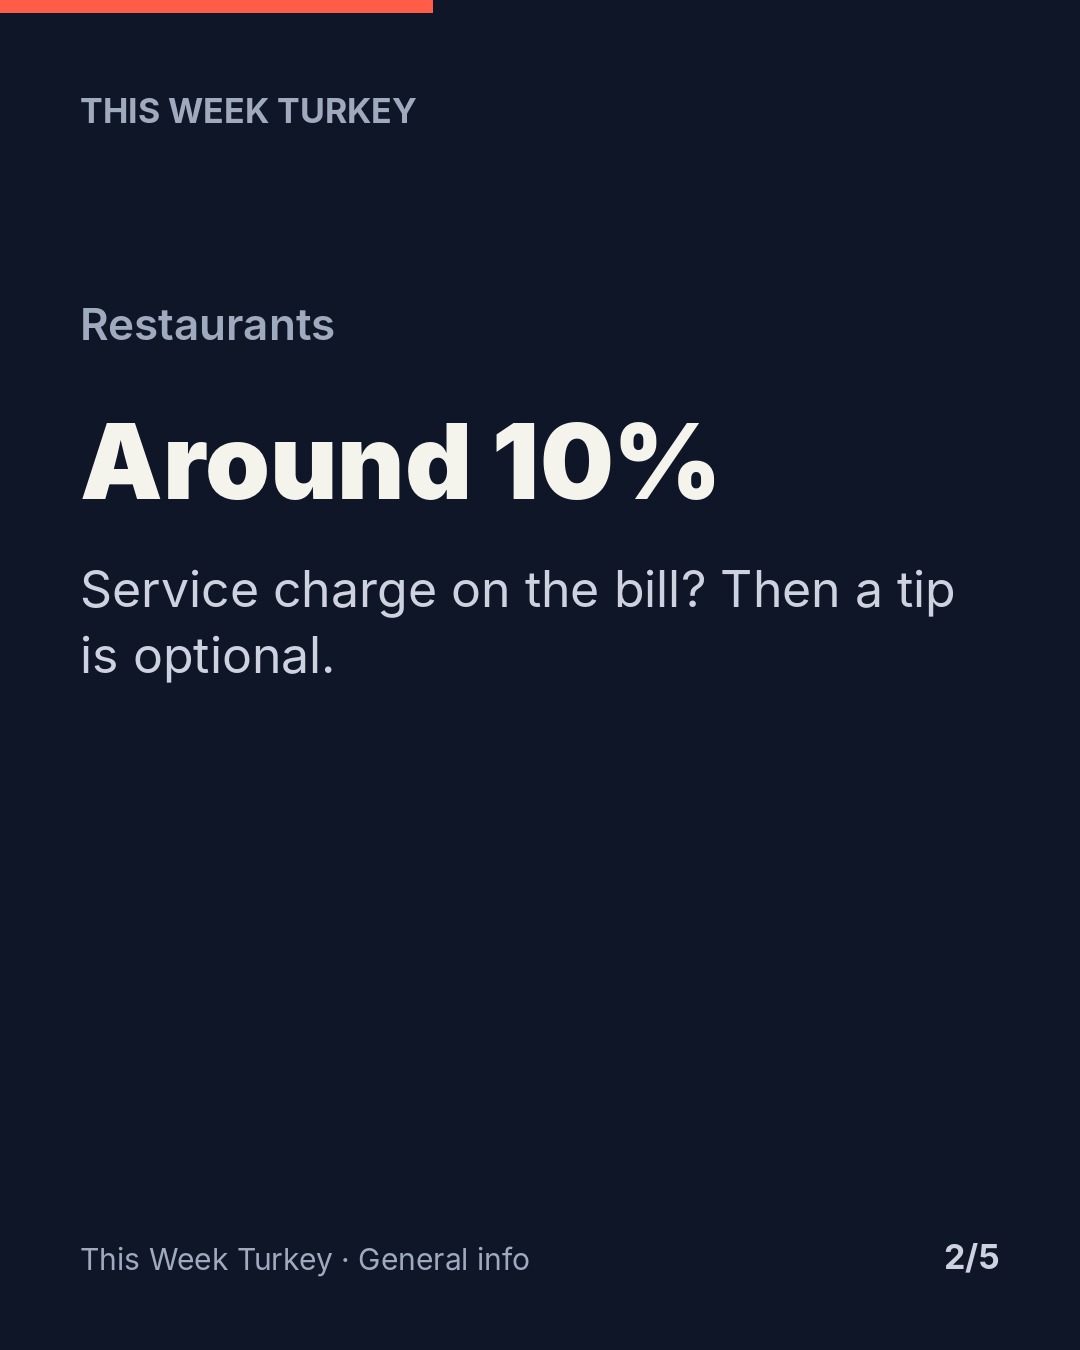 THIS WEEK TURKEY
Restaurants
Around 10%
Service charge on the bill? Then a tip
is optional.
This Week Turkey · General info
2/5